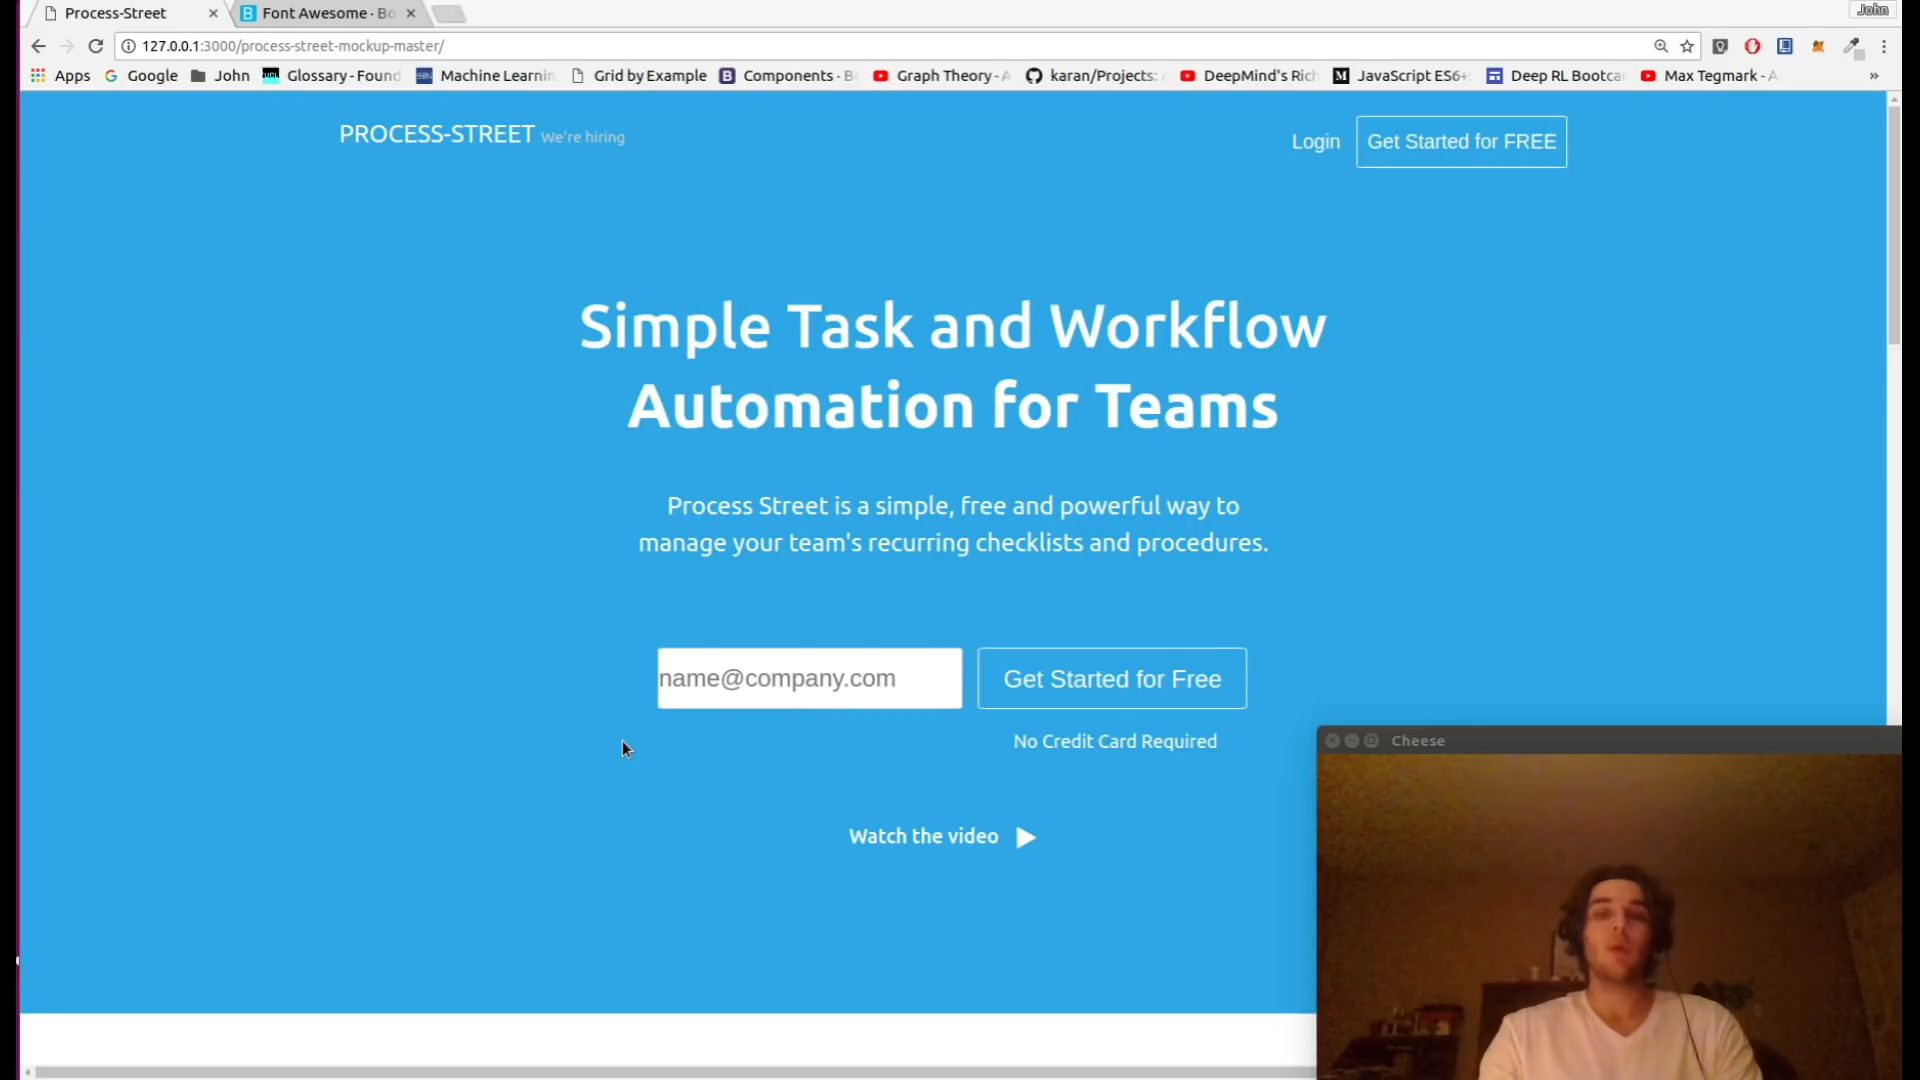 Process-Street
Font Awesome · Bo
John
127.0.0.1:3000/process-street-mockup-master/
Apps
Google
John
Glossary - Found
Machine Learnin
Grid by Example
Components · B
Graph Theory - A
karan/Projects:
DeepMind's Rich
JavaScript ES6+
Deep RL Bootca
Max Tegmark - A
»
PROCESS-STREET We're hiring
Login
Get Started for FREE
Simple Task and Workflow
Automation for Teams
Process Street is a simple, free and powerful way to
manage your team's recurring checklists and procedures.
name@company.com
Get Started for Free
No Credit Card Required
Watch the video
Cheese